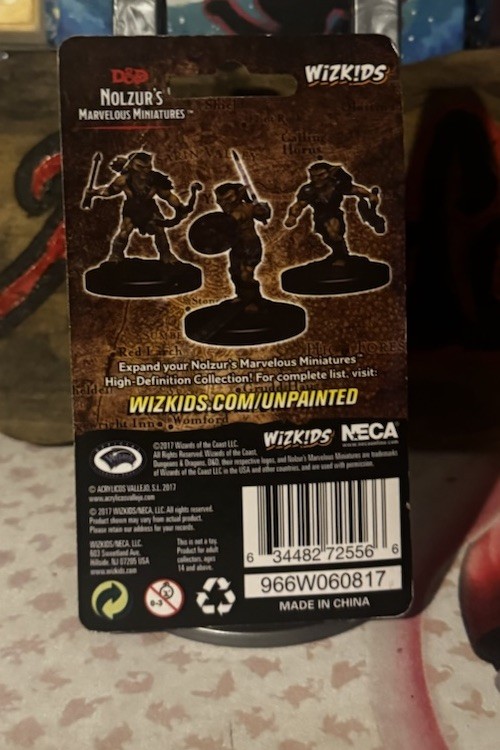 D&D
NOLZUR'S
MARVELOUS MINIATURES™
WIZKIDS
Calling
Horns
Red Larch
Womford
Expand your Nolzur's Marvelous Miniatures™
High-Definition Collection! For complete list, visit:
WIZKIDS.COM/UNPAINTED
WIZKIDS NECA
©2017 Wizards of the Coast LLC.
All Rights Reserved. Wizards of the Coast,
Dungeons & Dragons, D&D, their respective logos, and Nolzur's Marvelous Miniatures are trademarks
of Wizards of the Coast LLC in the USA and other countries, and are used with permission.
© ACRYLICOS VALLEJO, S.L. 2017
www.acrylicosvallejo.com
© 2017 WIZKIDS/NECA, LLC. All rights reserved.
Product shown may vary from actual product.
Please retain our address for your records.
WIZKIDS/NECA, LLC
603 Sweetland Ave.
Hillside, NJ 07205 USA
www.wizkids.com
This is not a toy.
Product for adult
collectors, ages
14 and above.
0-3
6 34482 72556 6
966W060817
MADE IN CHINA